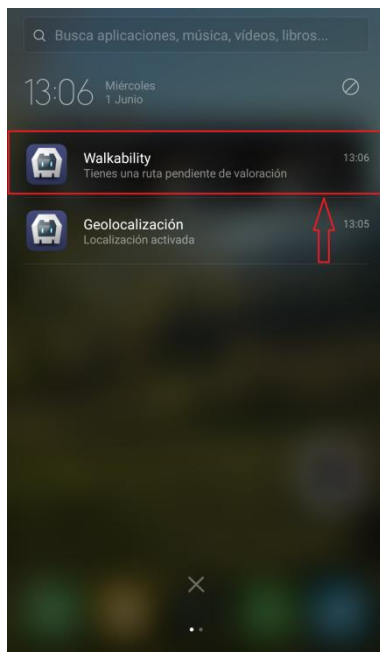 Busca aplicaciones, música, vídeos, libros...
13:06 Miércoles
1 Junio
Walkability 13:06
Tienes una ruta pendiente de valoración
Geolocalización 13:05
Localización activada